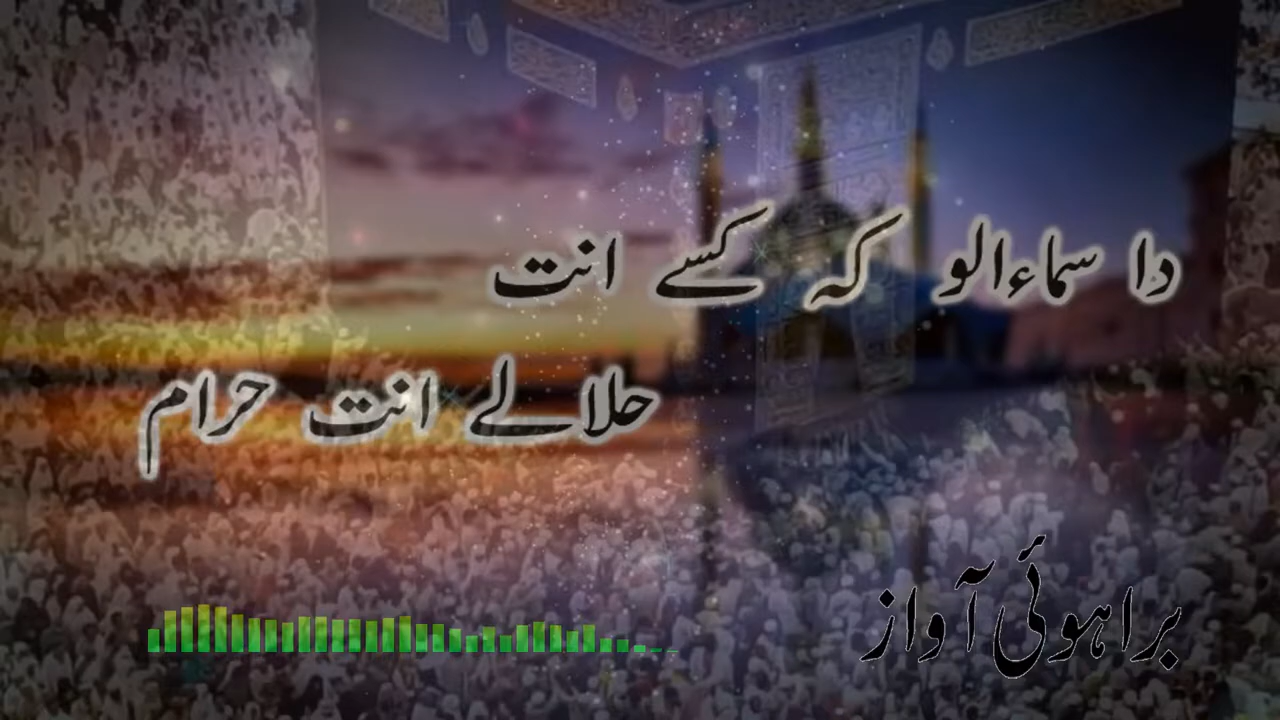 دا سماءالو کہ کسے انت
حلالے انت حرام
براہوئی آواز